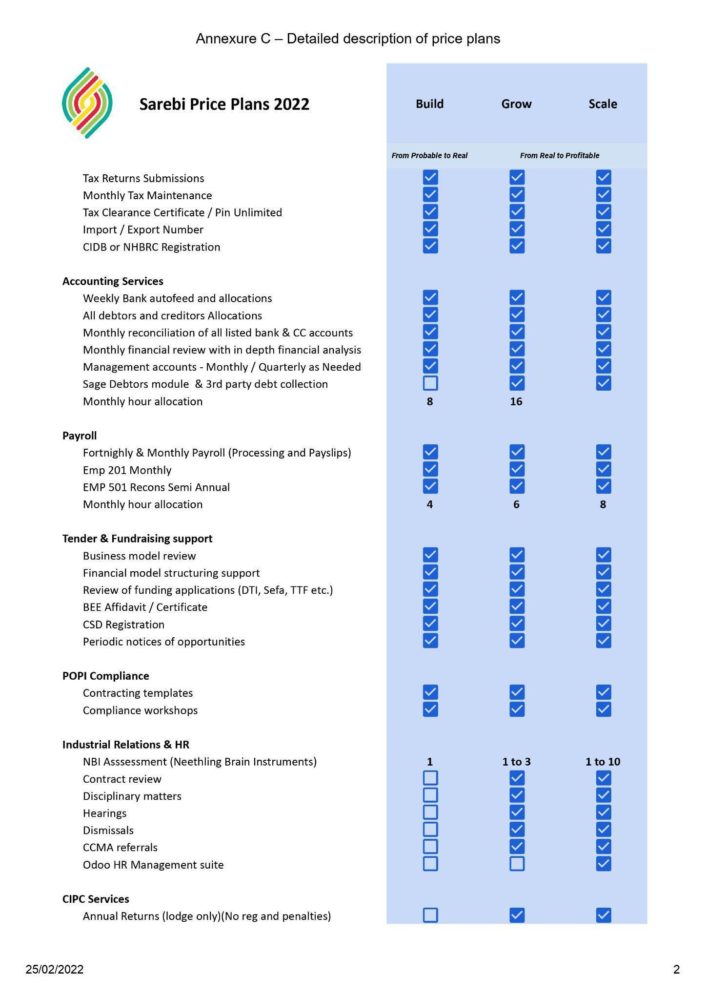 Annexure C – Detailed description of price plans
Sarebi Price Plans 2022 Build Grow Scale
From Probable to Real From Real to Profitable
Tax Returns Submissions
Monthly Tax Maintenance
Tax Clearance Certificate / Pin Unlimited
Import / Export Number
CIDB or NHBRC Registration
Accounting Services
Weekly Bank autofeed and allocations
All debtors and creditors Allocations
Monthly reconciliation of all listed bank & CC accounts
Monthly financial review with in depth financial analysis
Management accounts - Monthly / Quarterly as Needed
Sage Debtors module & 3rd party debt collection
Monthly hour allocation 8 16
Payroll
Fortnighly & Monthly Payroll (Processing and Payslips)
Emp 201 Monthly
EMP 501 Recons Semi Annual
Monthly hour allocation 4 6 8
Tender & Fundraising support
Business model review
Financial model structuring support
Review of funding applications (DTI, Sefa, TTF etc.)
BEE Affidavit / Certificate
CSD Registration
Periodic notices of opportunities
POPI Compliance
Contracting templates
Compliance workshops
Industrial Relations & HR
NBI Asssessment (Neethling Brain Instruments) 1 1 to 3 1 to 10
Contract review
Disciplinary matters
Hearings
Dismissals
CCMA referrals
Odoo HR Management suite
CIPC Services
Annual Returns (lodge only)(No reg and penalties)
25/02/2022 2